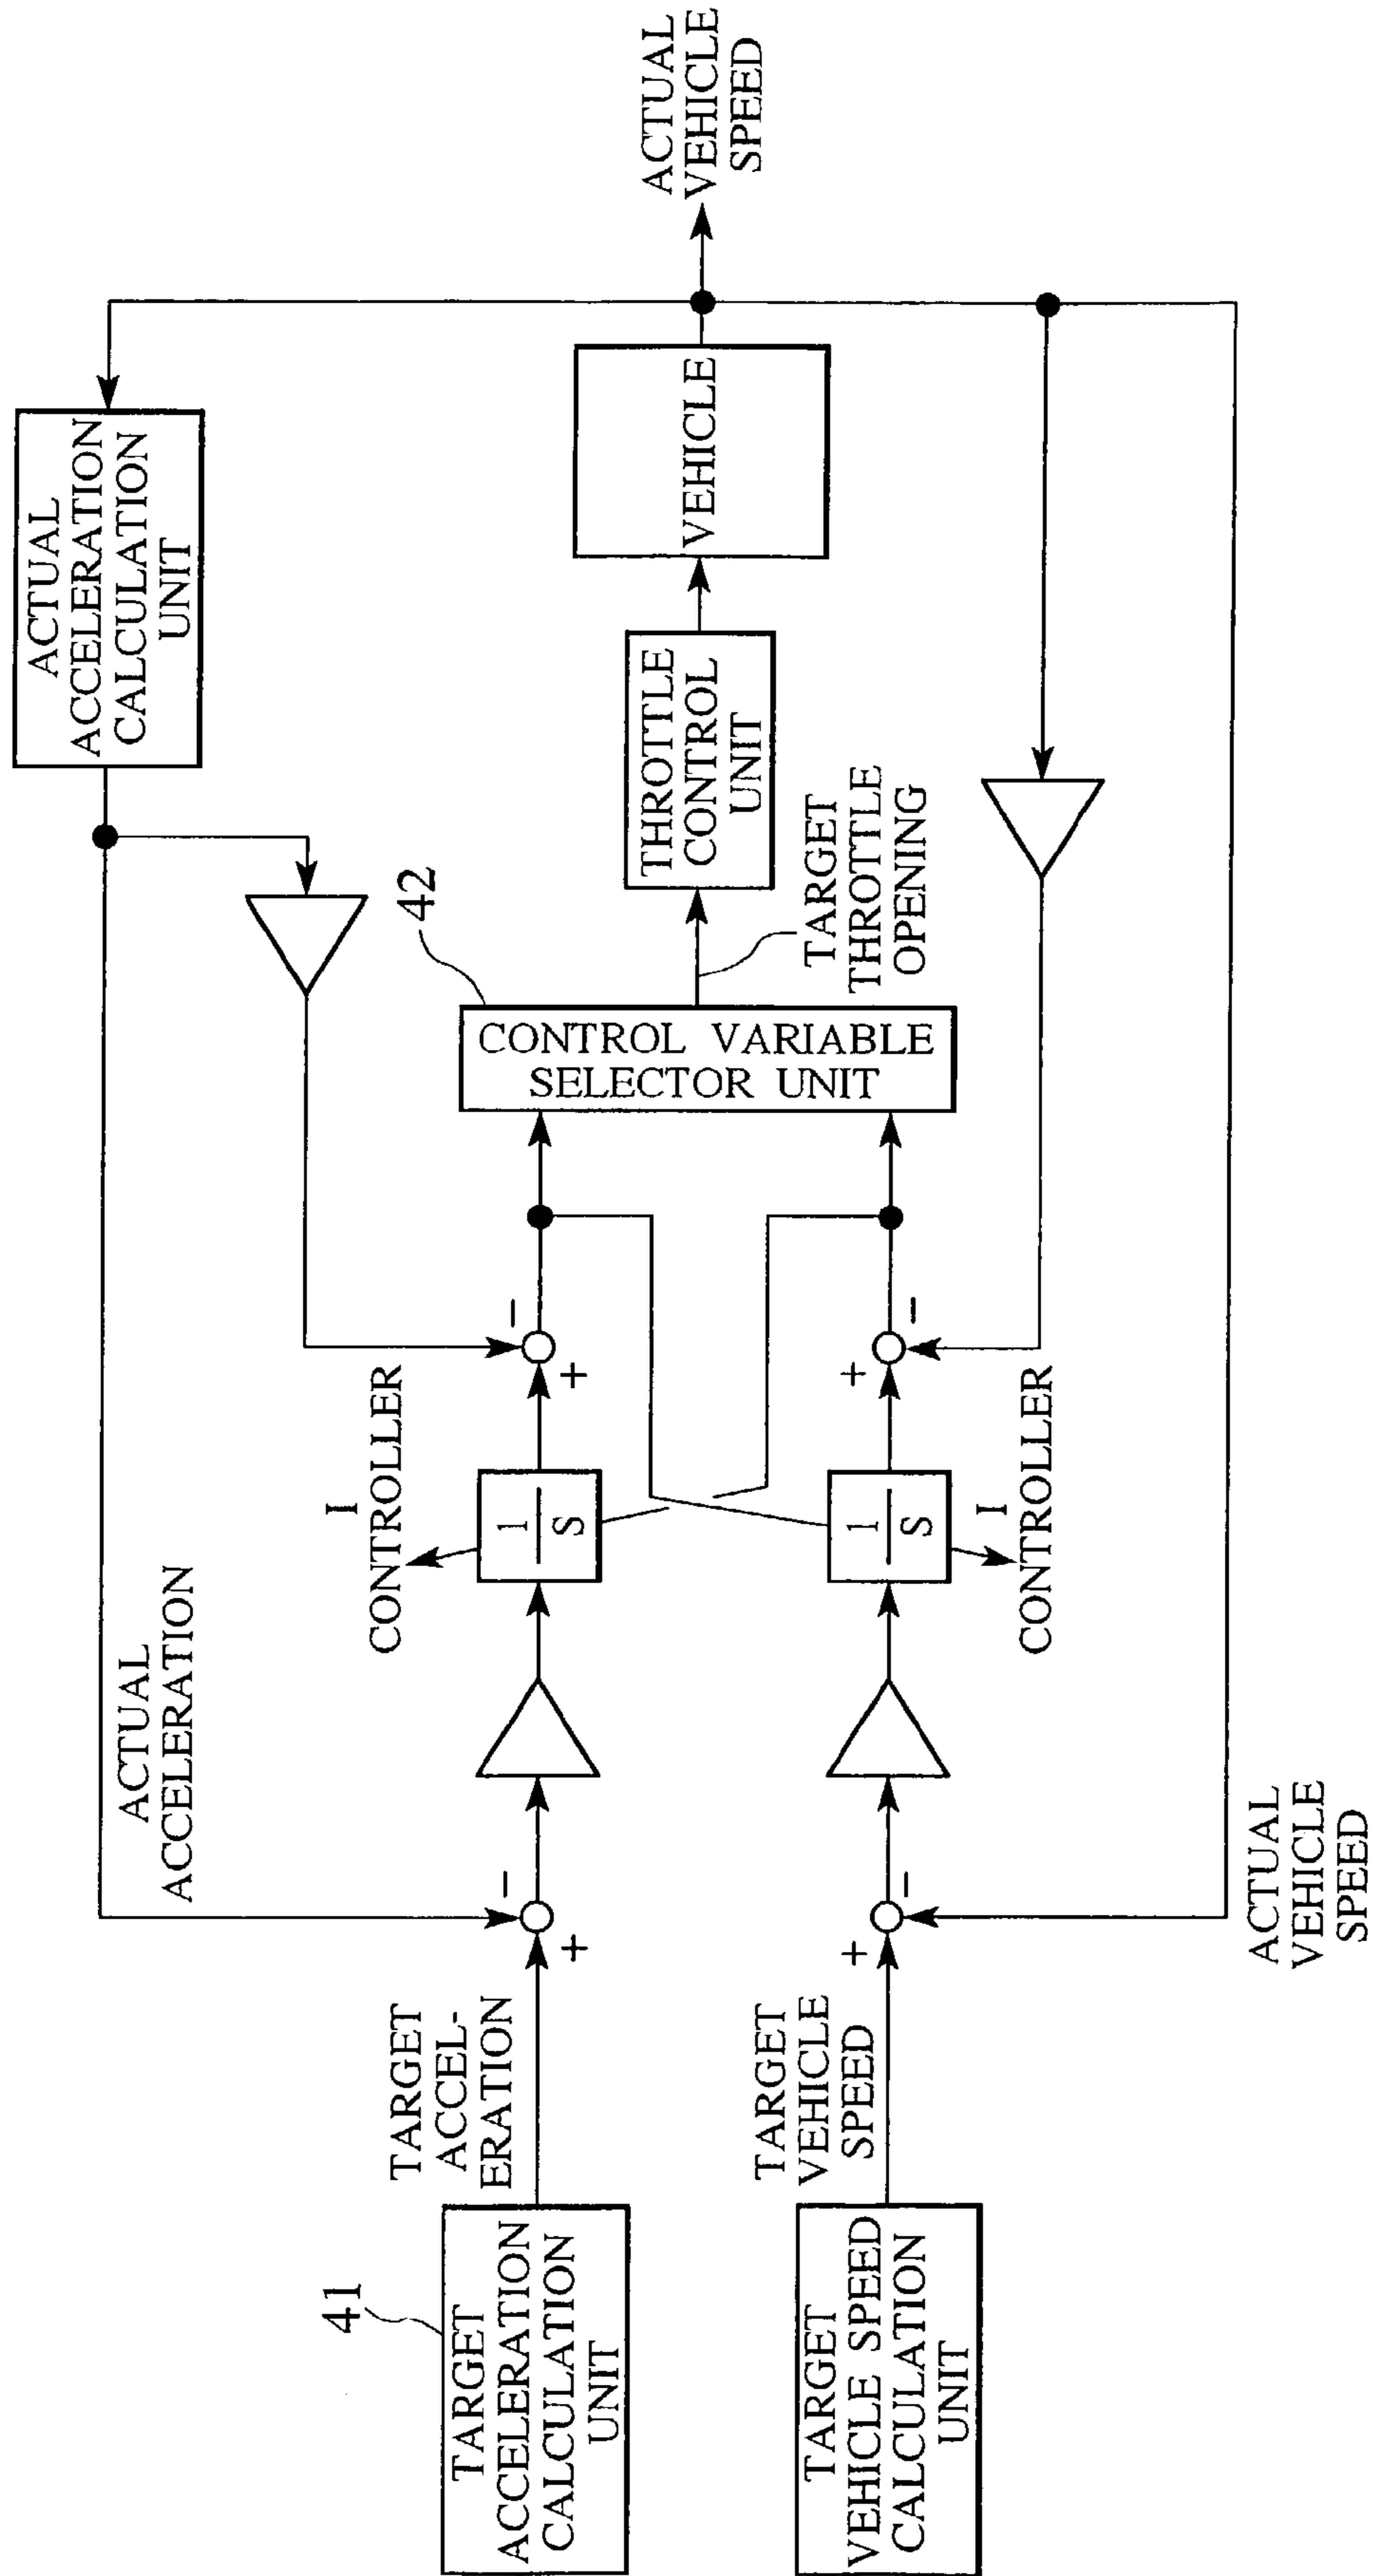 ACTUAL
ACCELERATION
CALCULATION
UNIT
ACTUAL
ACCELERATION
41
TARGET
ACCELERATION
CALCULATION
UNIT
TARGET
ACCEL-
ERATION
+
-
I
CONTROLLER
1
S
+
-
42
CONTROL VARIABLE
SELECTOR UNIT
TARGET
THROTTLE
OPENING
THROTTLE
CONTROL
UNIT
VEHICLE
ACTUAL
VEHICLE
SPEED
TARGET
VEHICLE SPEED
CALCULATION
UNIT
TARGET
VEHICLE
SPEED
+
-
1
S
I
CONTROLLER
+
-
ACTUAL
VEHICLE
SPEED